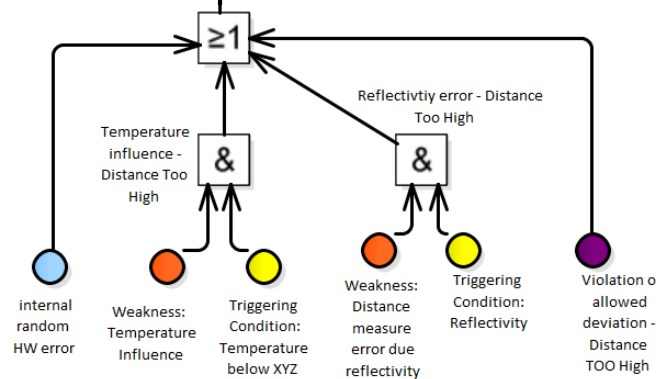 ≥1
Reflectivtiy error - Distance
Too High
Temperature
influence -
Distance Too
High
&
&
internal
random
HW error
Weakness:
Temperature
Influence
Triggering
Condition:
Temperature
below XYZ
Weakness:
Distance
measure
error due
reflectivity
Triggering
Condition:
Reflectivity
Violation o
allowed
deviation -
Distance
TOO High